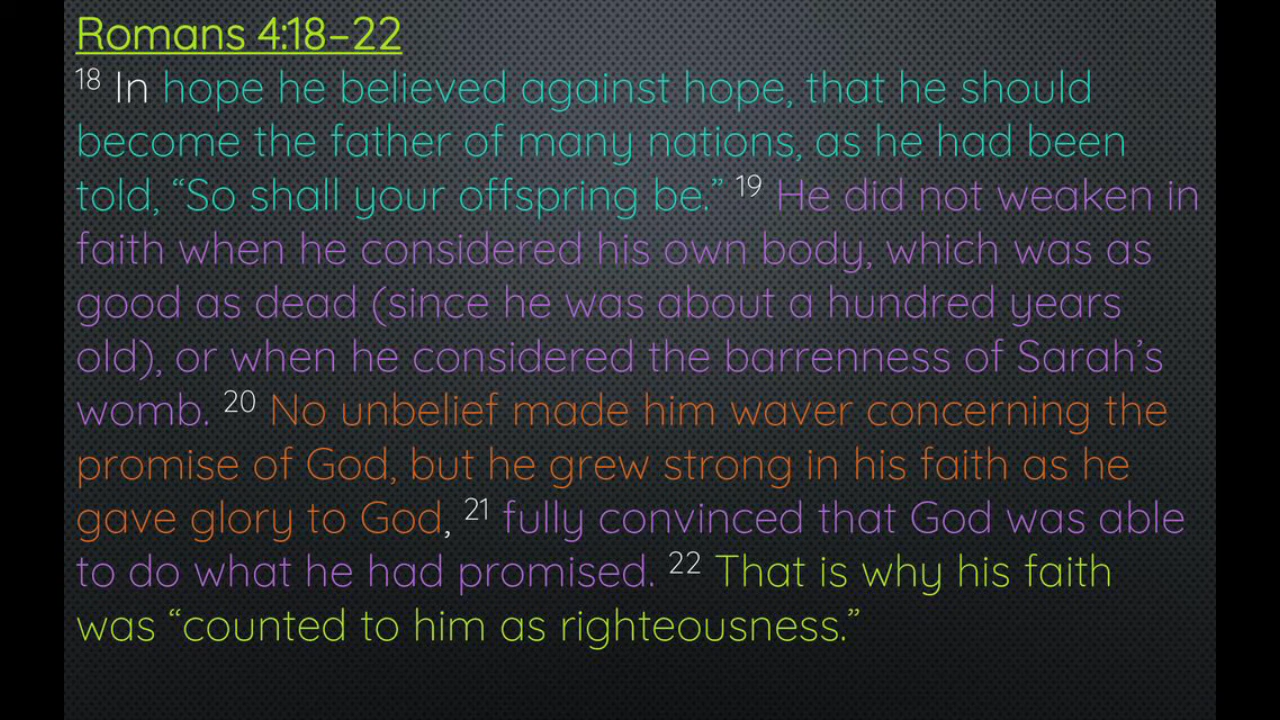 Romans 4:18–22
18 In hope he believed against hope, that he should
become the father of many nations, as he had been
told, “So shall your offspring be.” 19 He did not weaken in
faith when he considered his own body, which was as
good as dead (since he was about a hundred years
old), or when he considered the barrenness of Sarah’s
womb. 20 No unbelief made him waver concerning the
promise of God, but he grew strong in his faith as he
gave glory to God, 21 fully convinced that God was able
to do what he had promised. 22 That is why his faith
was “counted to him as righteousness.”